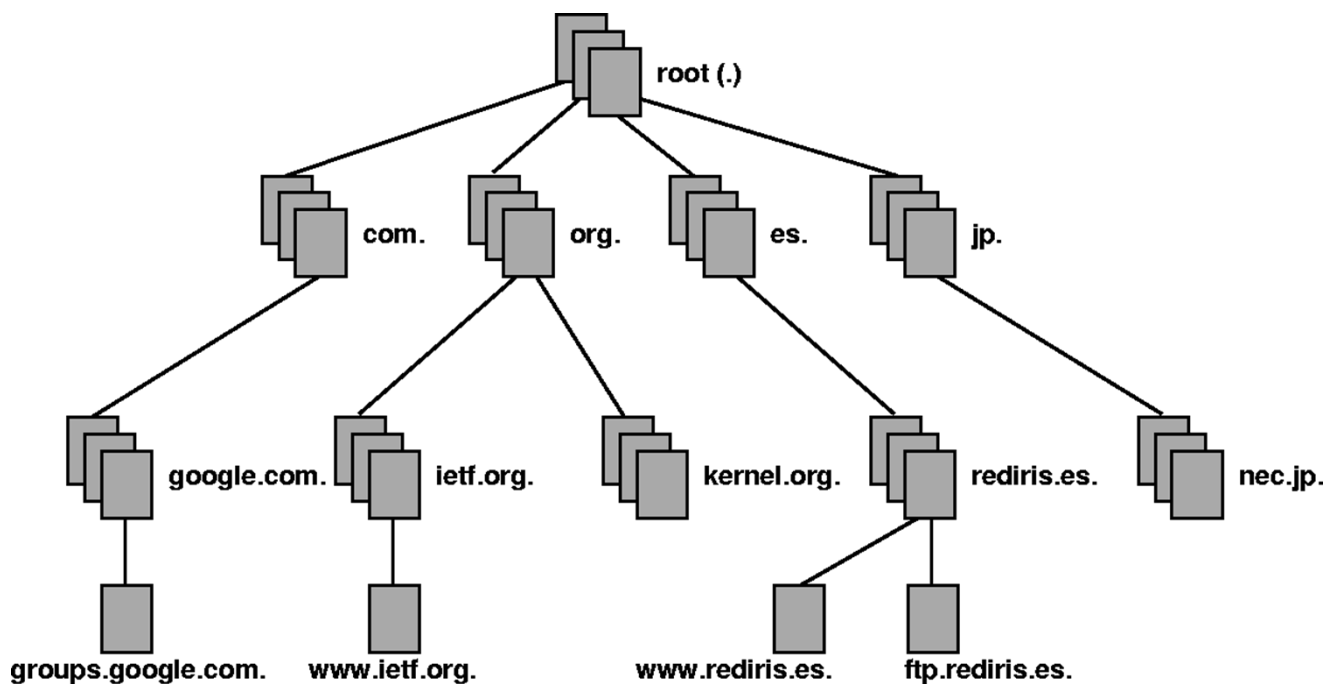 root (.)
com.
org.
es.
jp.
google.com.
ietf.org.
kernel.org.
rediris.es.
nec.jp.
groups.google.com.
www.ietf.org.
www.rediris.es.
ftp.rediris.es.